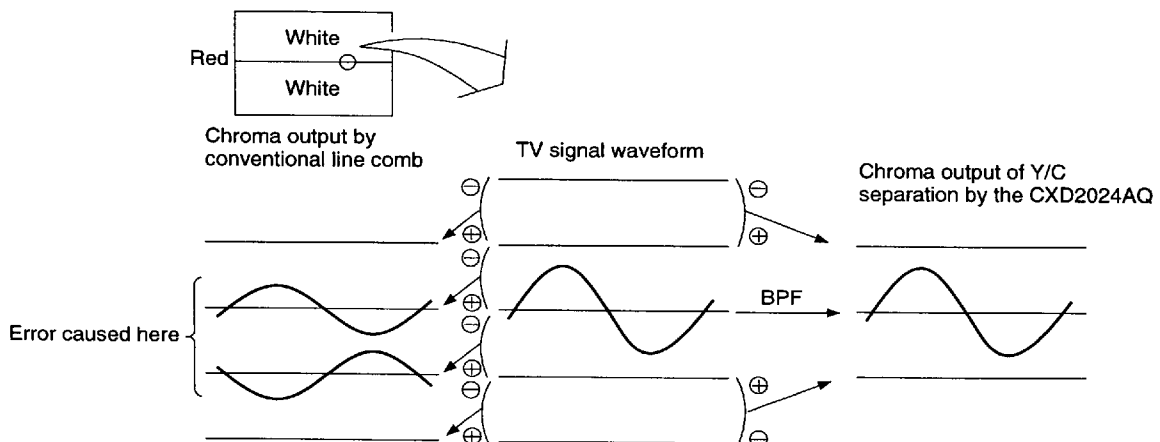 White
Red
White
Chroma output by
conventional line comb
TV signal waveform
Chroma output of Y/C
separation by the CXD2024AQ
⊖
⊖
⊕
⊕
⊖
⊕
BPF
⊖
Error caused here
⊕
⊖
⊕
⊕
⊖